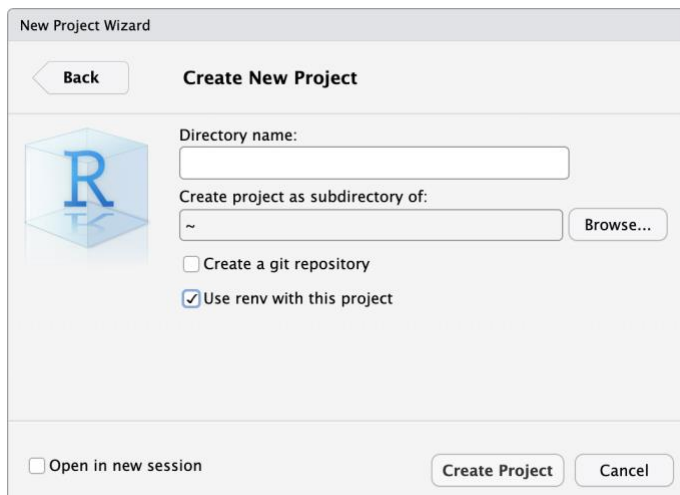 New Project Wizard
Back
Create New Project
R
Directory name:
Create project as subdirectory of:
~
Browse...
Create a git repository
Use renv with this project
Open in new session
Create Project
Cancel